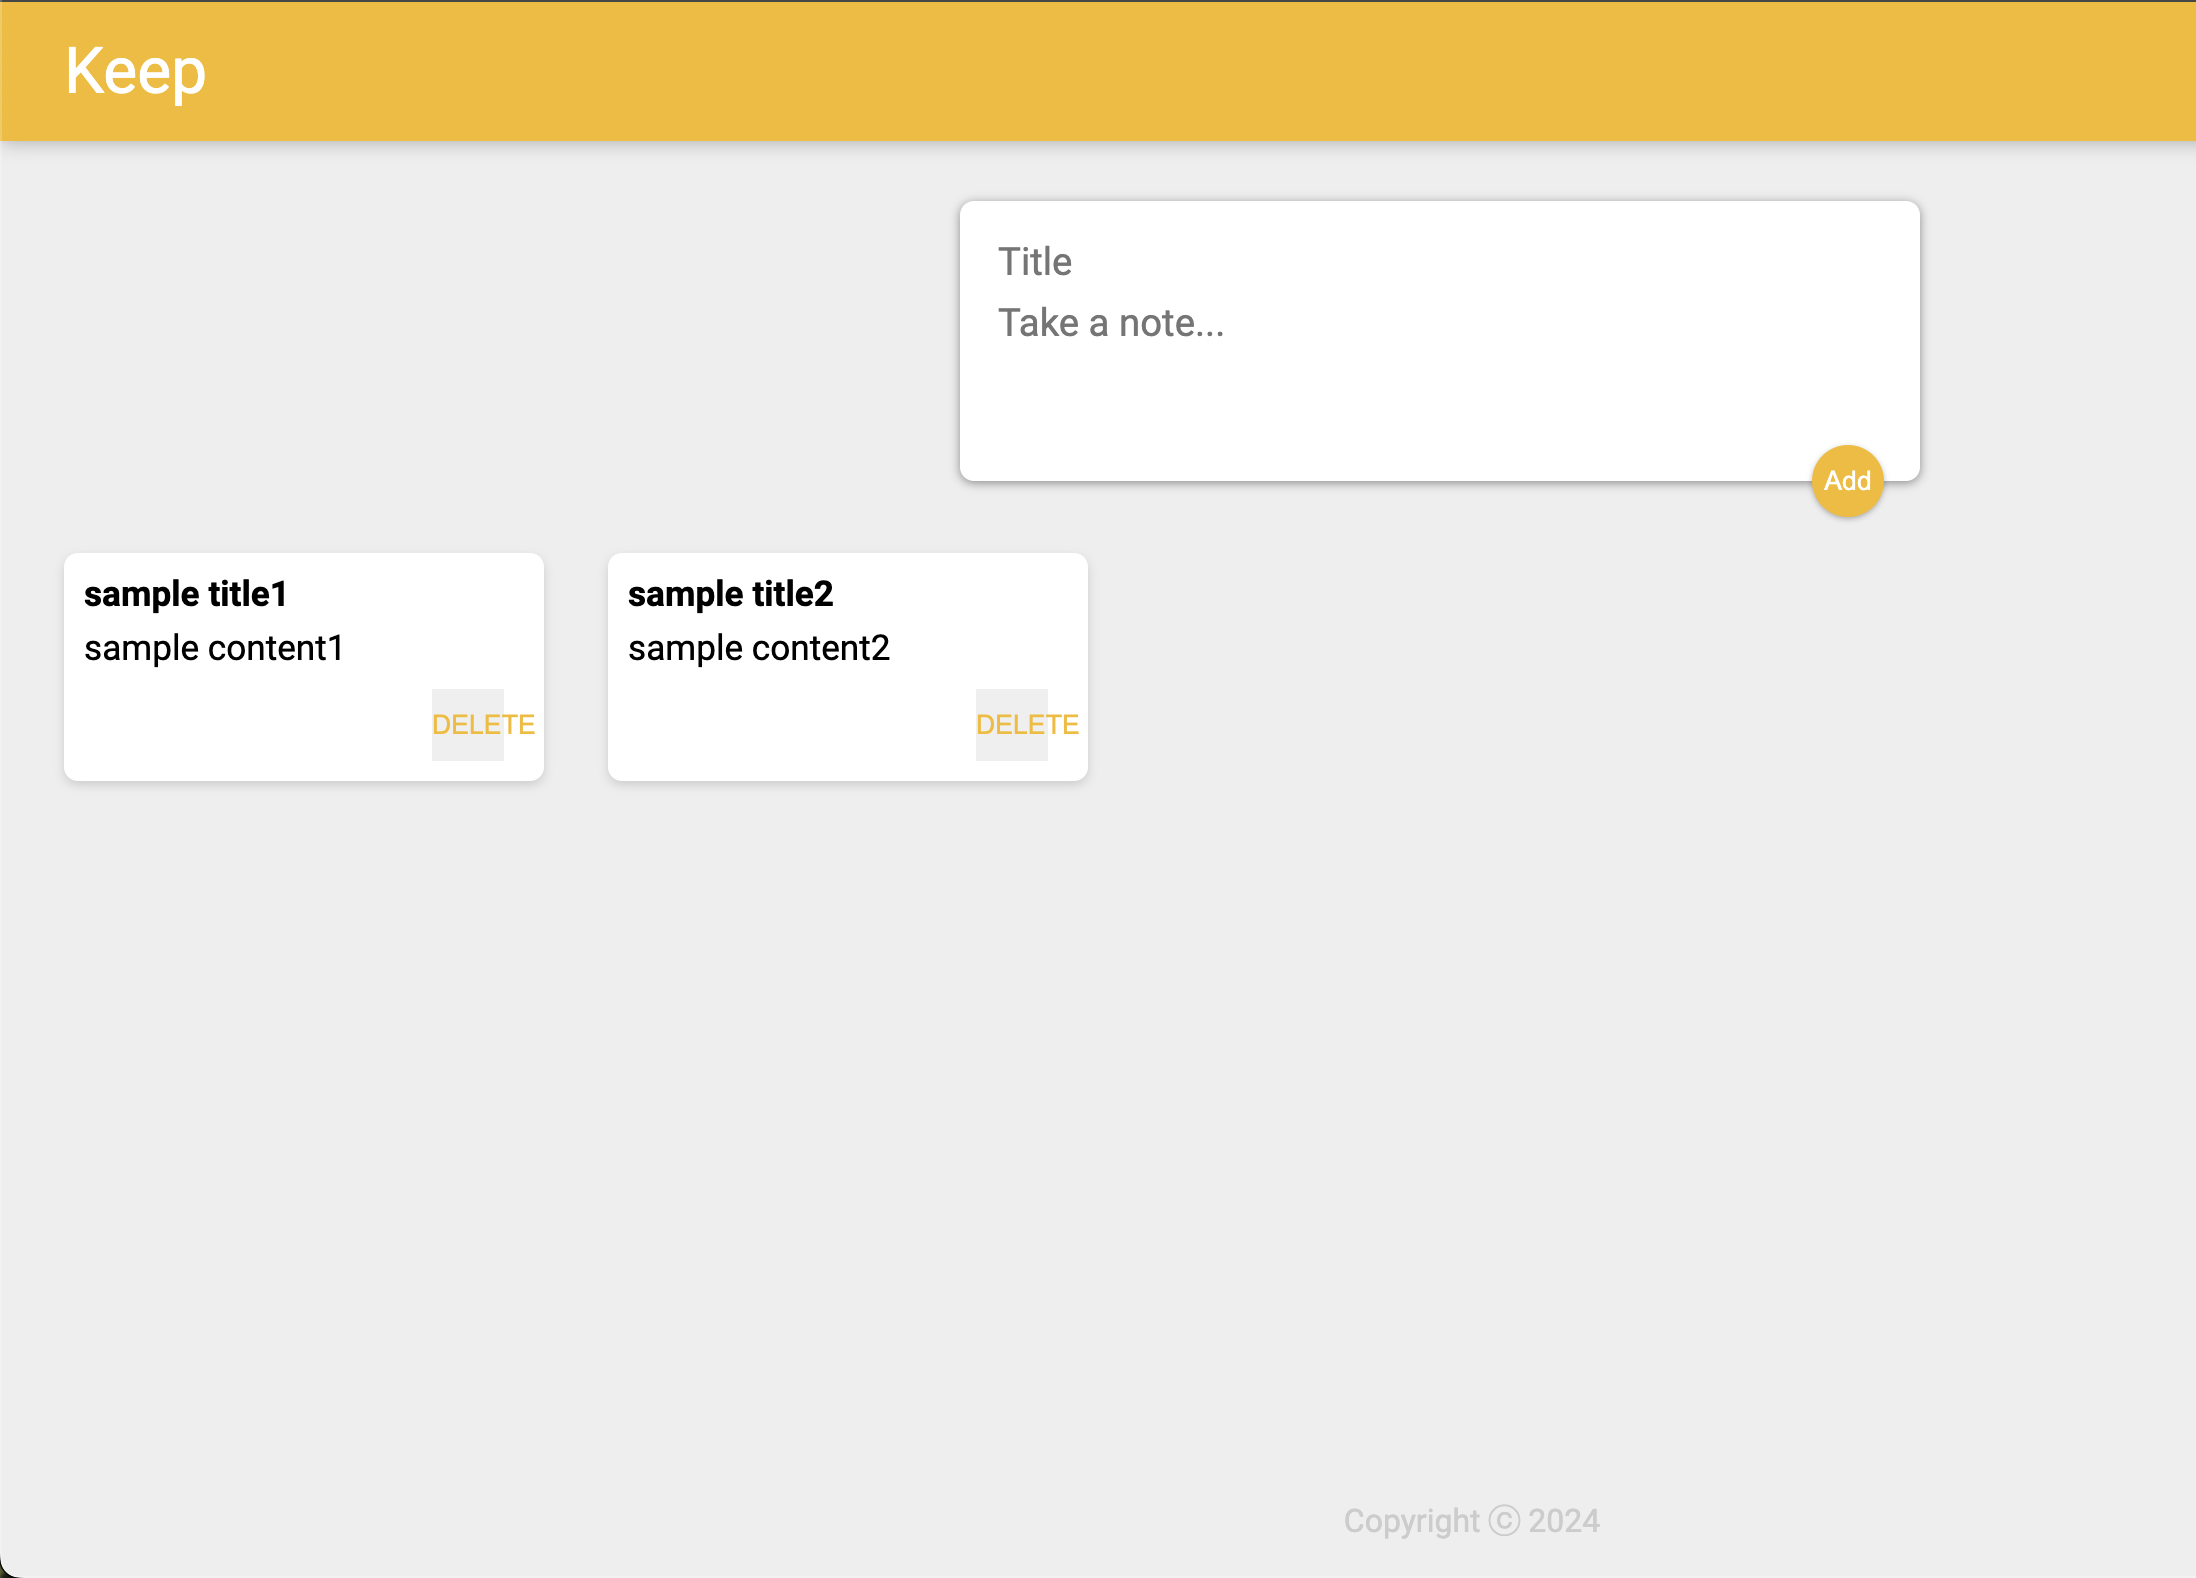 Keep
Title
Take a note...
Add
sample title1
sample content1
DELETE
sample title2
sample content2
DELETE
Copyright ⓒ 2024